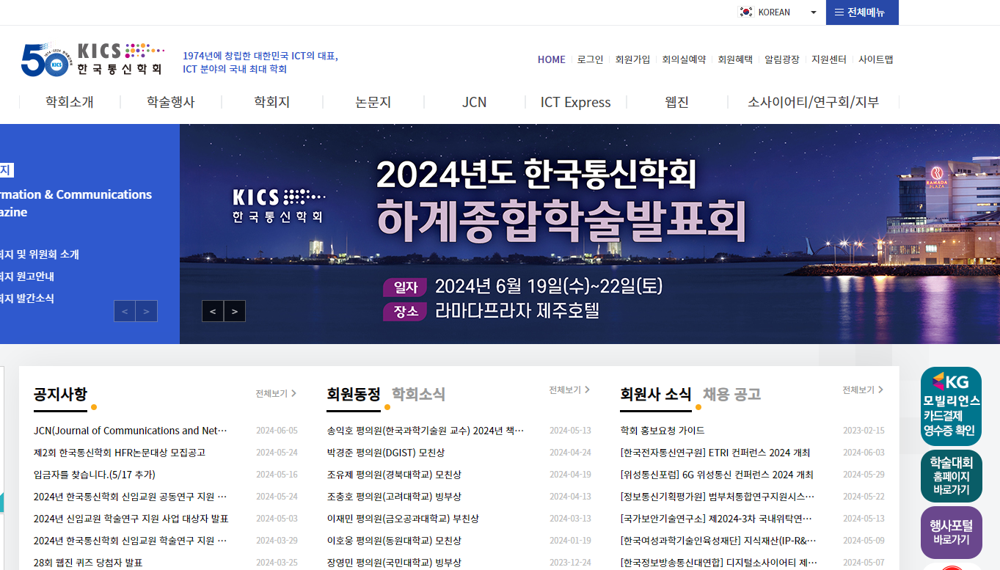 KOREAN
전체메뉴
50
1974-2024
KICS
KICS
한국통신학회
1974년에 창립한 대한민국 ICT의 대표,
ICT 분야의 국내 최대 학회
HOME 로그인 회원가입 회의실예약 회원혜택 알림광장 지원센터 사이트맵
학회소개 학술행사 학회지 논문지 JCN ICT Express 웹진 소사이어티/연구회/지부
지
rmation & Communications
azine
회지 및 위원회 소개
회지 원고안내
회지 발간소식
< >
< >
KICS
한국통신학회
2024년도 한국통신학회
하계종합학술발표회
일자 2024년 6월 19일(수)~22일(토)
장소 라마다프라자 제주호텔
RAMADA
PLAZA
공지사항
전체보기 >
JCN(Journal of Communications and Net··· 2024-06-05
제2회 한국통신학회 HFR논문대상 모집공고 2024-05-24
입금자를 찾습니다.(5/17 추가) 2024-05-16
2024년 한국통신학회 신임교원 공동연구 지원 ··· 2024-05-24
2024년 신임교원 학술연구 지원 사업 대상자 발표 2024-05-03
2024년 한국통신학회 신임교원 학술연구 지원 ··· 2024-03-29
28회 웹진 퀴즈 당첨자 발표 2024-03-25
회원동정 학회소식
전체보기 >
송익호 평의원(한국과학기술원 교수) 2024년 책··· 2024-05-13
박경준 평의원(DGIST) 모친상 2024-04-24
조유제 평의원(경북대학교) 모친상 2024-04-19
조충호 평의원(고려대학교) 빙부상 2024-04-13
이재민 평의원(금오공과대학교) 부친상 2024-03-13
이호웅 평의원(동원대학교) 모친상 2024-01-19
장영민 평의원(국민대학교) 빙부상 2023-12-24
회원사 소식 채용 공고
전체보기 >
학회 홍보요청 가이드 2023-02-15
[한국전자통신연구원] ETRI 컨퍼런스 2024 개최 2024-06-03
[위성통신포럼] 6G 위성통신 컨퍼런스 2024 개최 2024-05-29
[정보통신기획평가원] 범부처통합연구지원시스··· 2024-05-22
[국가보안기술연구소] 제2024-3차 국내위탁연··· 2024-05-13
[한국여성과학기술인육성재단] 지식재산(IP-R&··· 2024-05-09
[한국정보방송통신대연합] 디지털소사이어티 제··· 2024-05-07
KG
모빌리언스
카드결제
영수증 확인
학술대회
홈페이지
바로가기
행사포털
바로가기